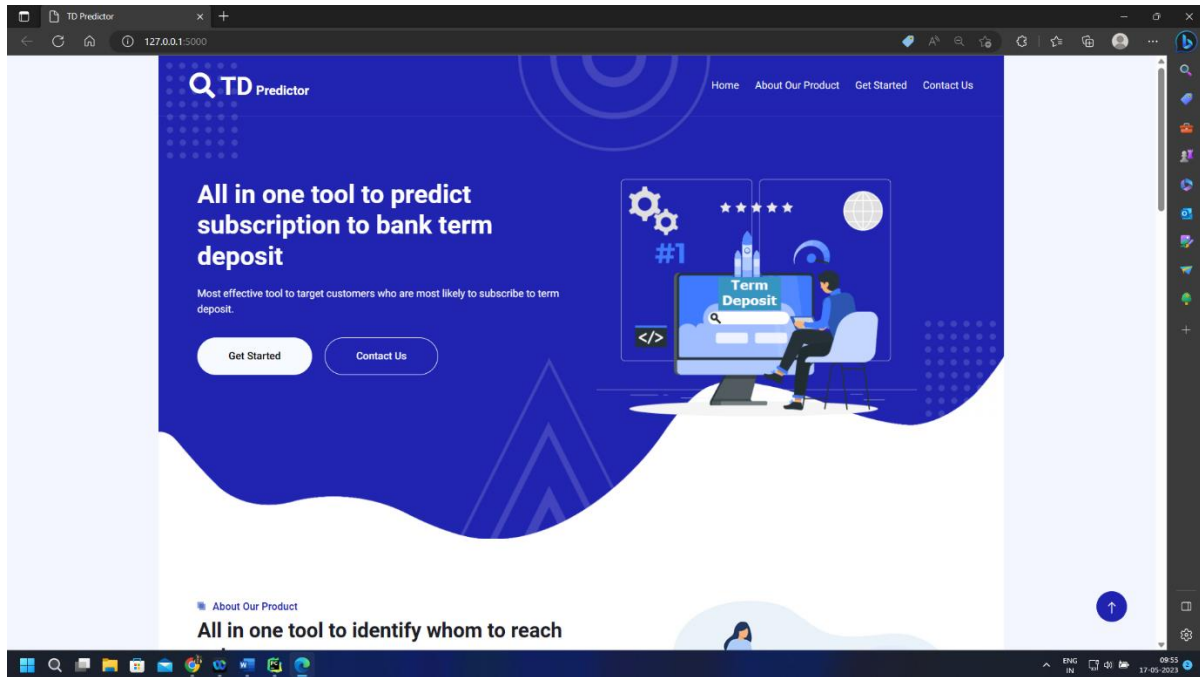 TD Predictor
127.0.0.1:5000
TD Predictor
Home About Our Product Get Started Contact Us
All in one tool to predict
subscription to bank term
deposit
Most effective tool to target customers who are most likely to subscribe to term
deposit.
Get Started Contact Us
#1
Term
Deposit
</>
About Our Product
All in one tool to identify whom to reach
ENG
IN
09:55
17-05-2023